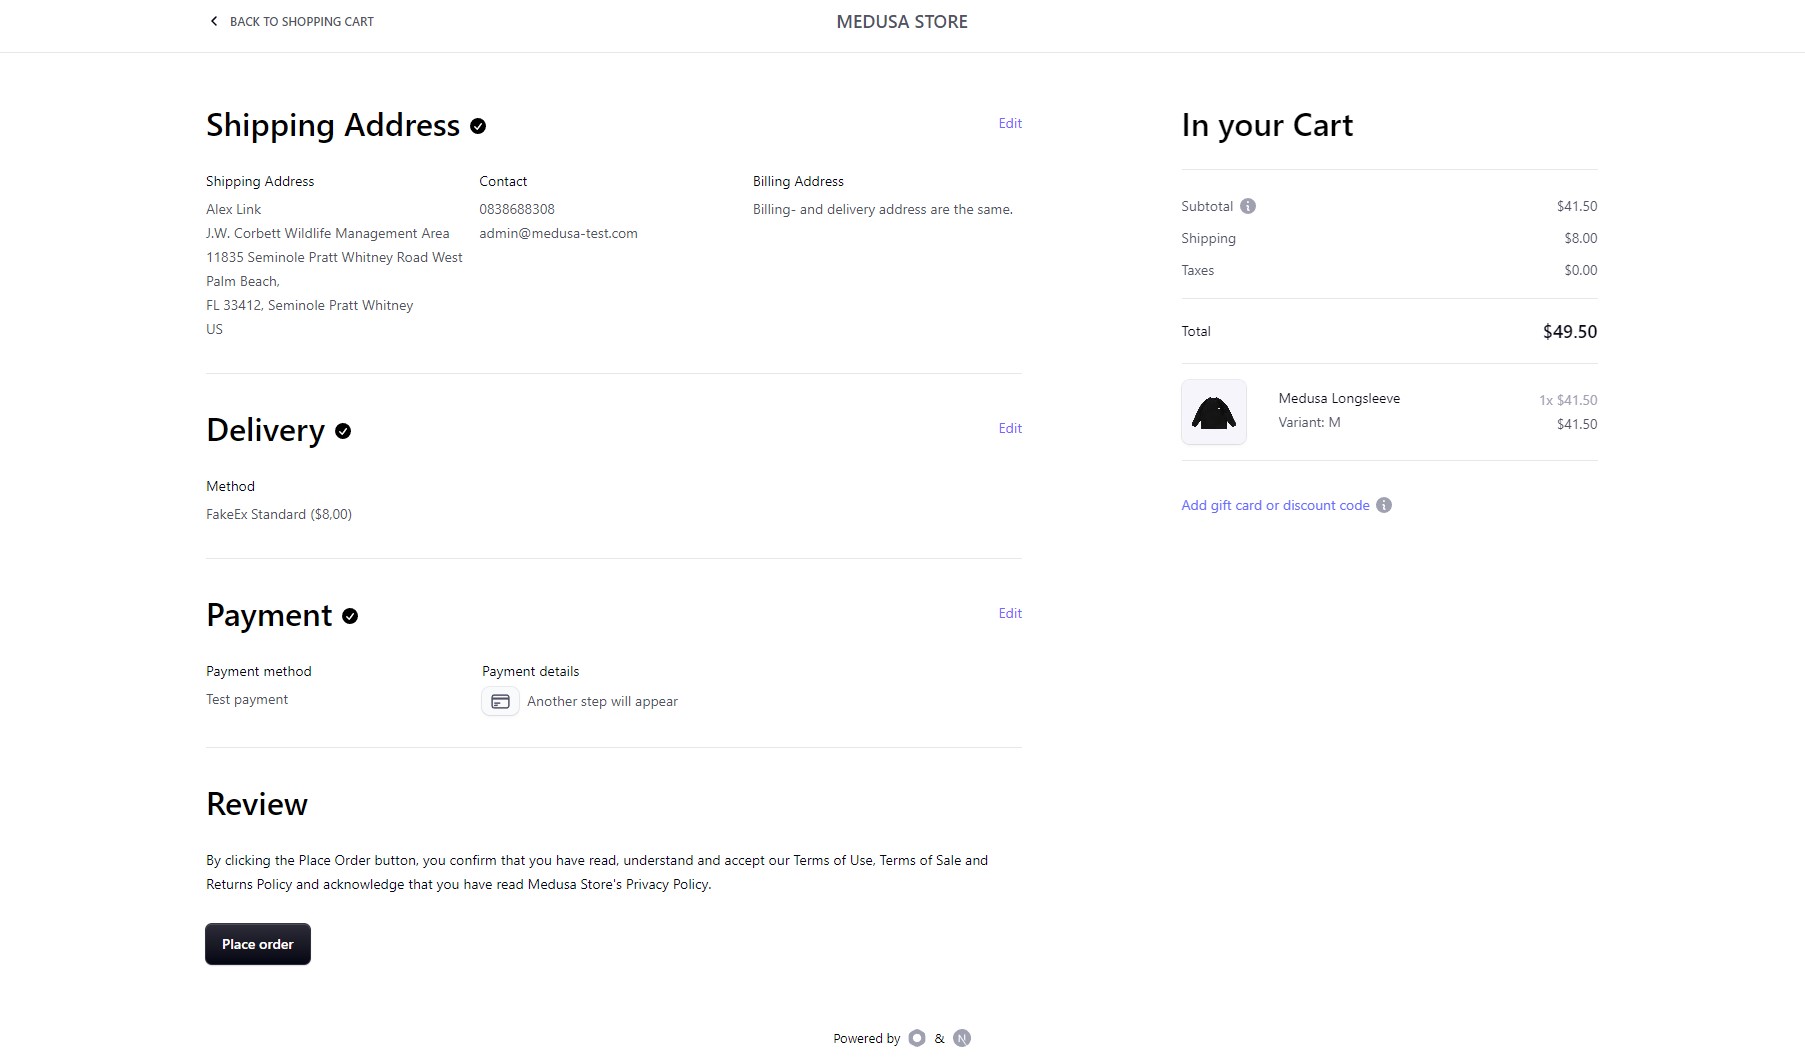 BACK TO SHOPPING CART
MEDUSA STORE
Shipping Address
Edit
Shipping Address
Alex Link
J.W. Corbett Wildlife Management Area
11835 Seminole Pratt Whitney Road West
Palm Beach,
FL 33412, Seminole Pratt Whitney
US
Contact
0838688308
admin@medusa-test.com
Billing Address
Billing- and delivery address are the same.
Delivery
Edit
Method
FakeEx Standard ($8,00)
Payment
Edit
Payment method
Test payment
Payment details
Another step will appear
Review
By clicking the Place Order button, you confirm that you have read, understand and accept our Terms of Use, Terms of Sale and
Returns Policy and acknowledge that you have read Medusa Store's Privacy Policy.
Place order
In your Cart
Subtotal $41.50
Shipping $8.00
Taxes $0.00
Total $49.50
Medusa Longsleeve 1x $41.50
Variant: M $41.50
Add gift card or discount code
Powered by & N